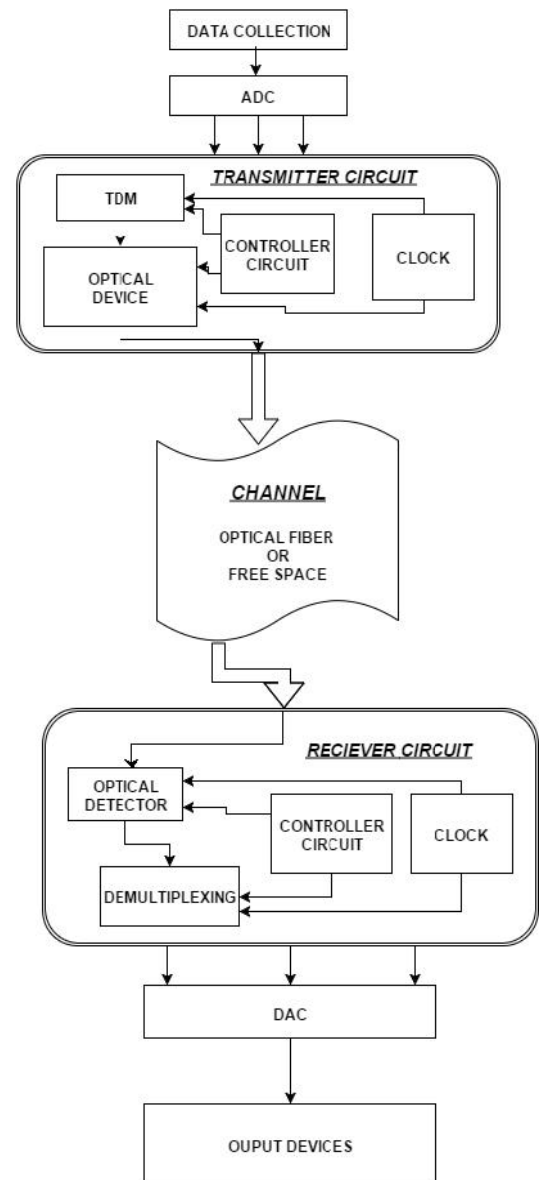 DATA COLLECTION
ADC
TRANSMITTER CIRCUIT
TDM
CONTROLLER
CIRCUIT
CLOCK
OPTICAL
DEVICE
CHANNEL
OPTICAL FIBER
OR
FREE SPACE
RECIEVER CIRCUIT
OPTICAL
DETECTOR
CONTROLLER
CIRCUIT
CLOCK
DEMULTIPLEXING
DAC
OUPUT DEVICES